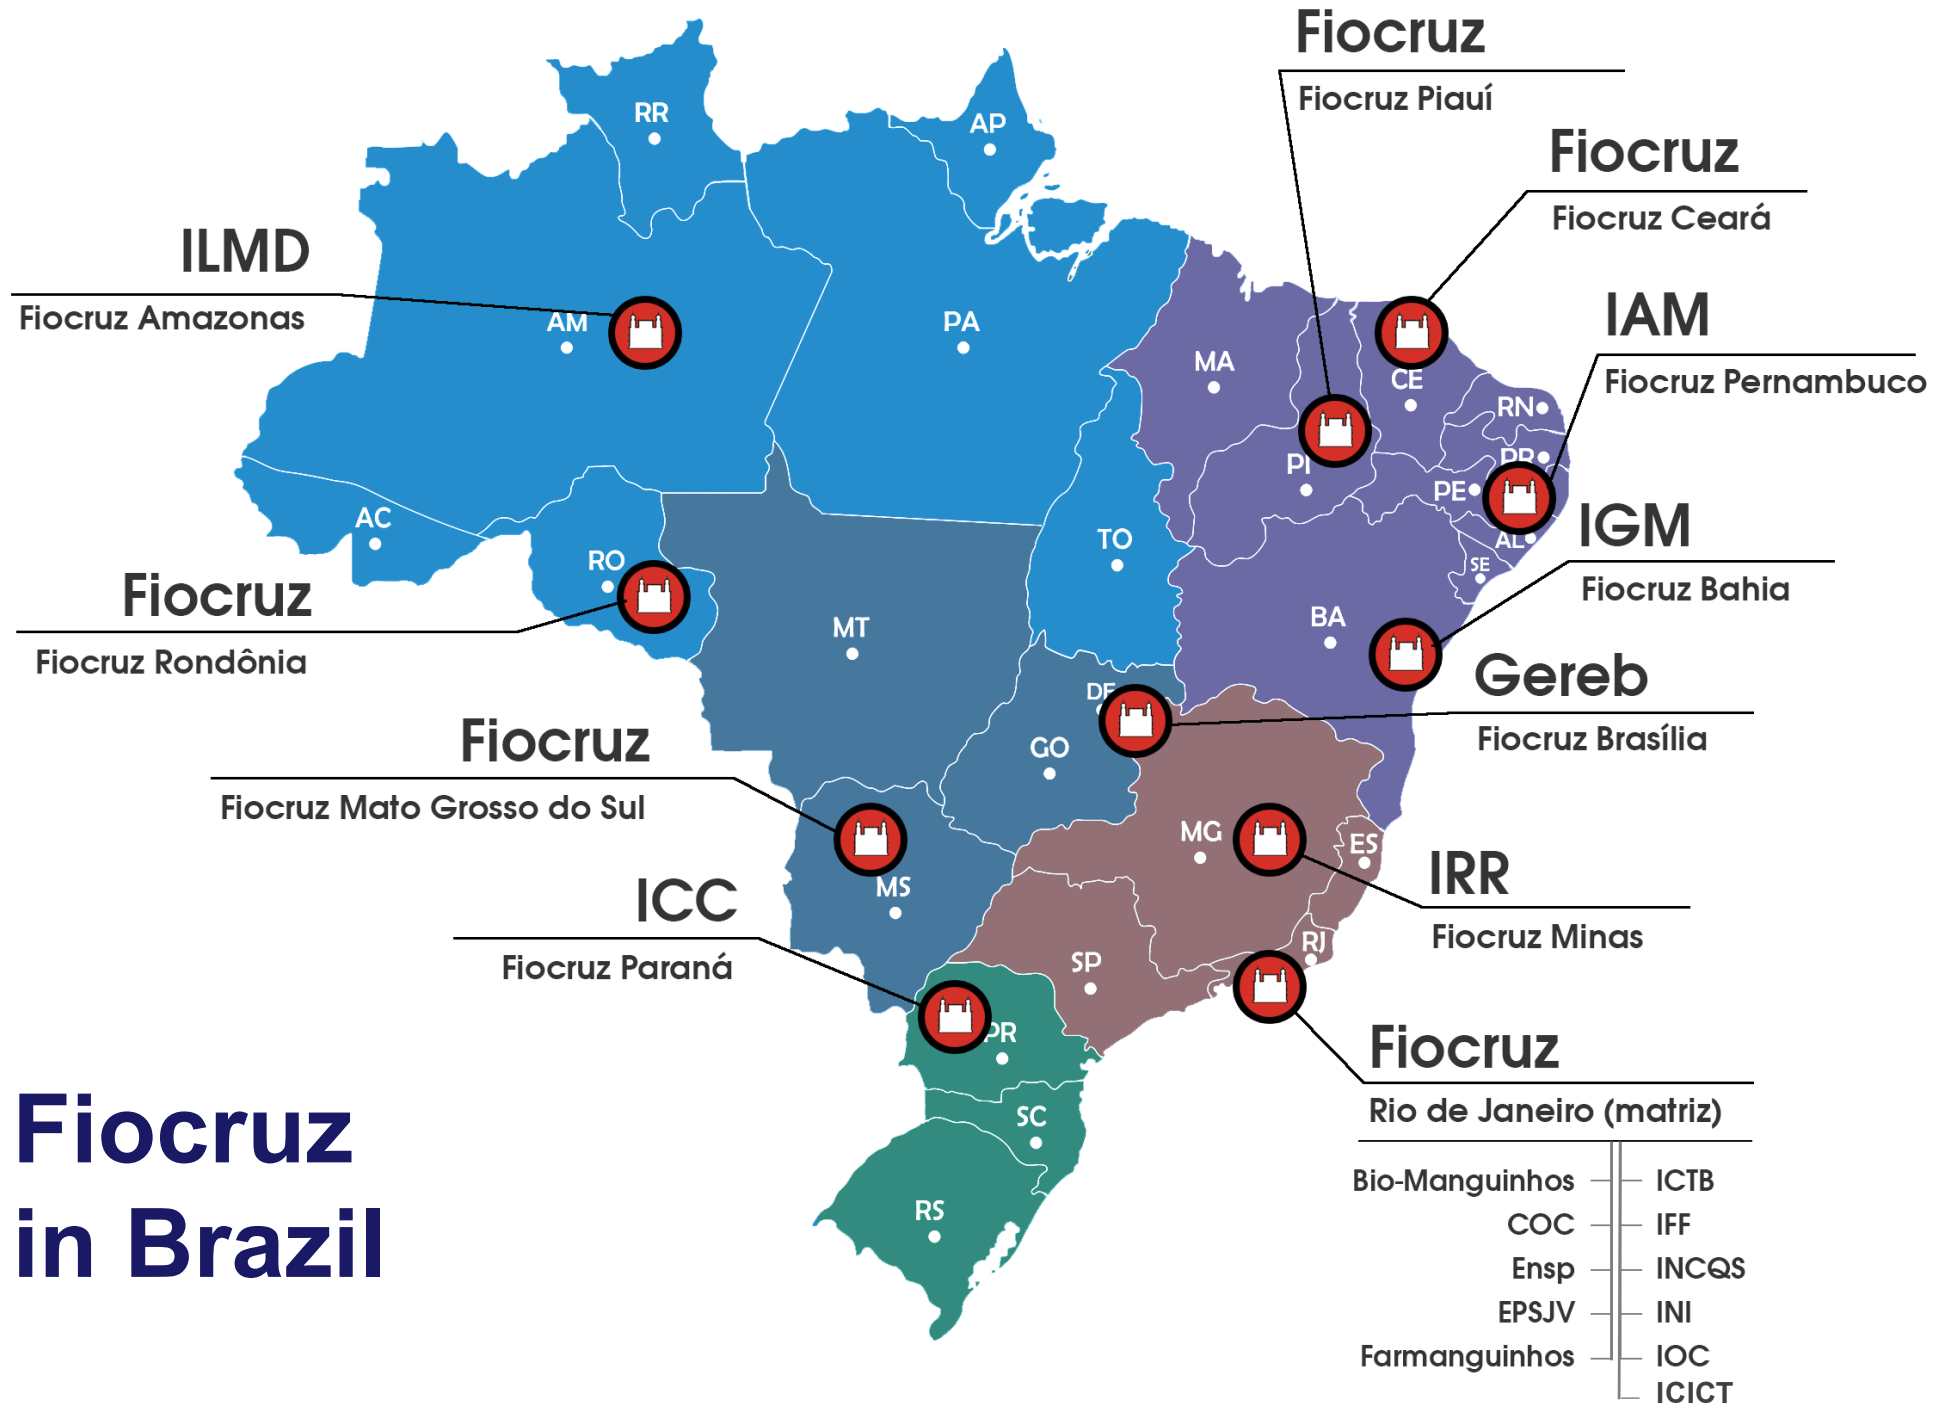 Fiocruz
Fiocruz Piauí
Fiocruz
Fiocruz Ceará
ILMD
Fiocruz Amazonas
IAM
Fiocruz Pernambuco
IGM
Fiocruz Bahia
Fiocruz
Fiocruz Rondônia
Gereb
Fiocruz Brasília
Fiocruz
Fiocruz Mato Grosso do Sul
IRR
Fiocruz Minas
ICC
Fiocruz Paraná
Fiocruz
Rio de Janeiro (matriz)
Bio-Manguinhos
ICTB
COC
IFF
Ensp
INCQS
EPSJV
INI
Farmanguinhos
IOC
ICICT
RR
AP
AM
PA
MA
CE
RN
PR
PI
PE
AC
AL
TO
RO
SE
BA
MT
DF
GO
MG
ES
MS
RJ
SP
PR
SC
RS
Fiocruz
in Brazil